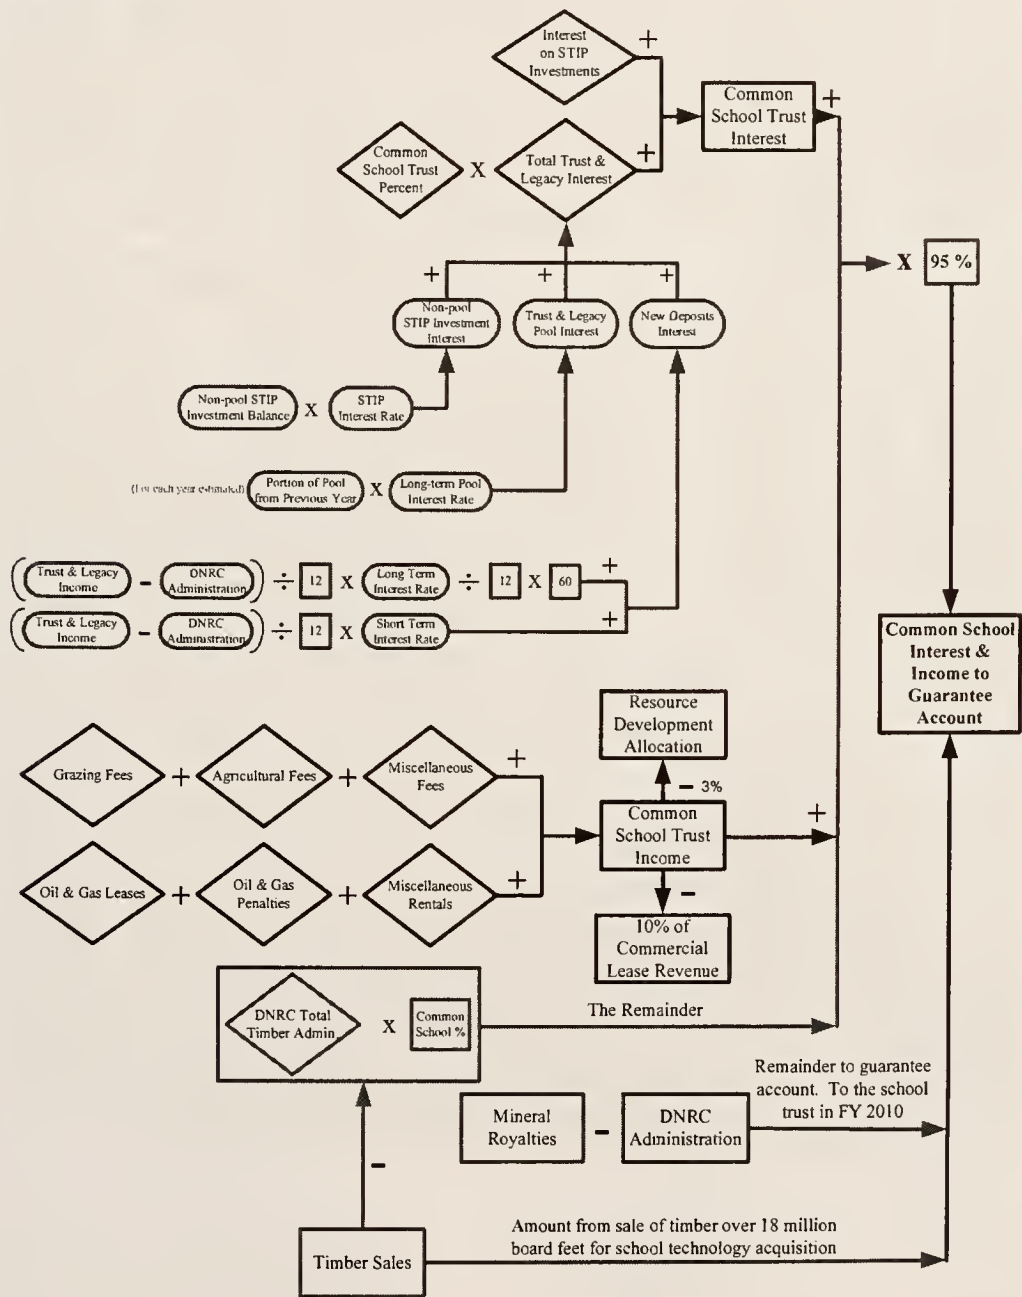 Interest
on STIP
Investments
+
Common
School Trust
Interest
+
Common
School Trust
Percent
X
Total Trust &
Legacy Interest
+
X
95 %
+
+
+
Non-pool
STIP Investment
Interest
Trust & Legacy
Pool Interest
New Deposits
Interest
Non-pool STIP
Investment Balance
X
STIP
Interest Rate
(For each year estimated)
Portion of Pool
from Previous Year
X
Long-term Pool
Interest Rate
(
Trust & Legacy
Income
-
DNRC
Administration
)
÷
12
X
Long Term
Interest Rate
÷
12
X
60
+
(
Trust & Legacy
Income
-
DNRC
Administration
)
÷
12
X
Short Term
Interest Rate
+
Common School
Interest &
Income to
Guarantee
Account
Resource
Development
Allocation
- 3%
Grazing Fees
+
Agricultural Fees
+
Miscellaneous
Fees
+
Common
School Trust
Income
+
Oil & Gas Leases
+
Oil & Gas
Penalties
+
Miscellaneous
Rentals
+
-
10% of
Commercial
Lease Revenue
DNRC Total
Timber Admin.
X
Common
School %
The Remainder
Mineral
Royalties
-
DNRC
Administration
Remainder to guarantee
account. To the school
trust in FY 2010
-
Timber Sales
Amount from sale of timber over 18 million
board feet for school technology acquisition